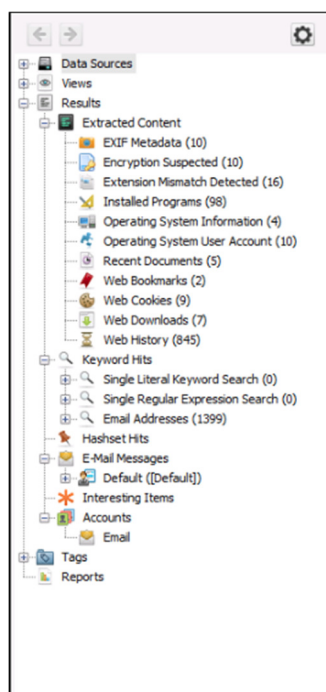 Data Sources
Views
Results
Extracted Content
EXIF Metadata (10)
Encryption Suspected (10)
Extension Mismatch Detected (16)
Installed Programs (98)
Operating System Information (4)
Operating System User Account (10)
Recent Documents (5)
Web Bookmarks (2)
Web Cookies (9)
Web Downloads (7)
Web History (845)
Keyword Hits
Single Literal Keyword Search (0)
Single Regular Expression Search (0)
Email Addresses (1399)
Hashset Hits
E-Mail Messages
Default ([Default])
Interesting Items
Accounts
Email
Tags
Reports